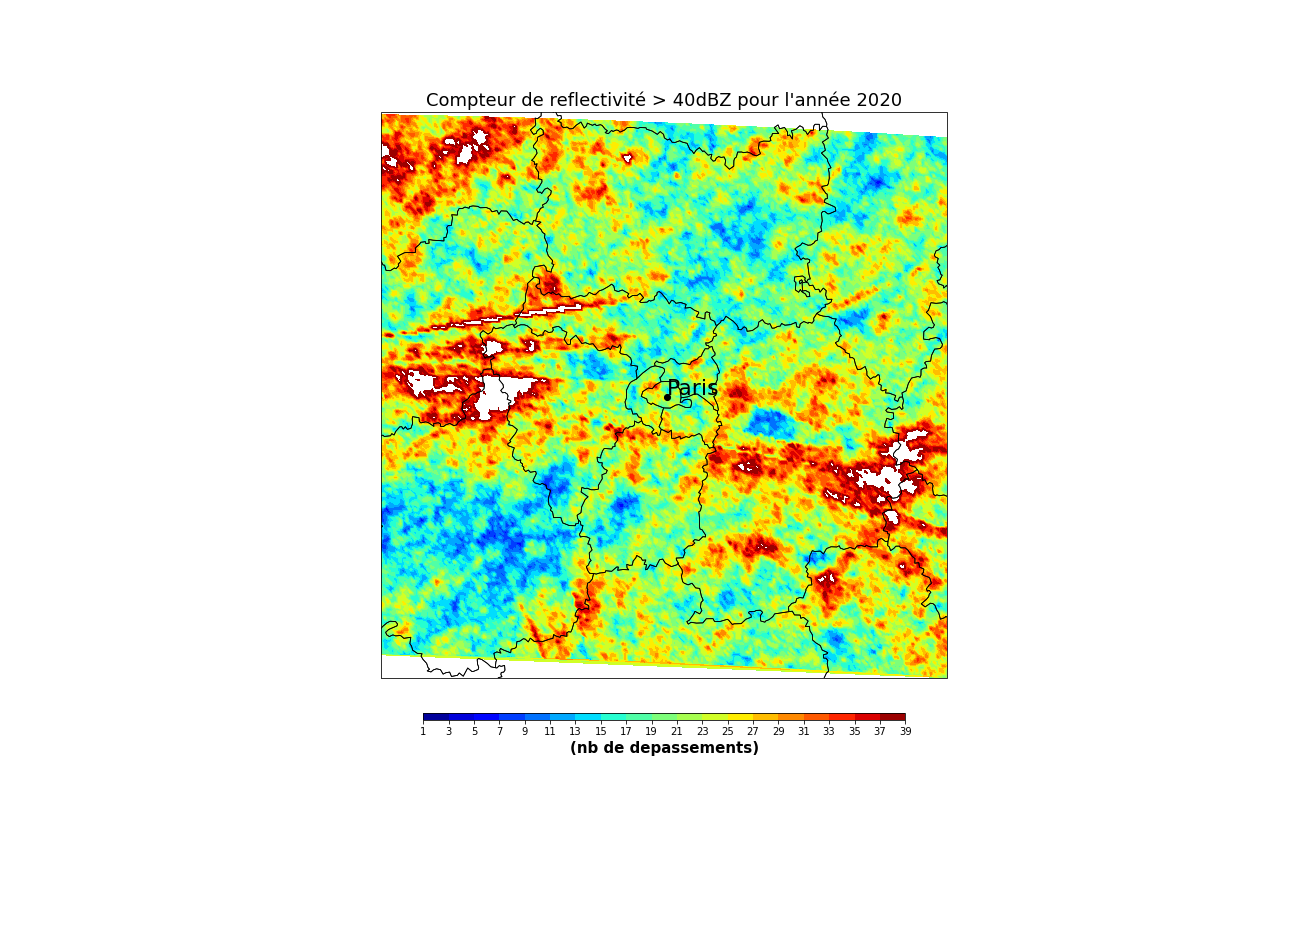 Compteur de reflectivité > 40dBZ pour l'année 2020
Paris
1 3 5 7 9 11 13 15 17 19 21 23 25 27 29 31 33 35 37 39
(nb de depassements)